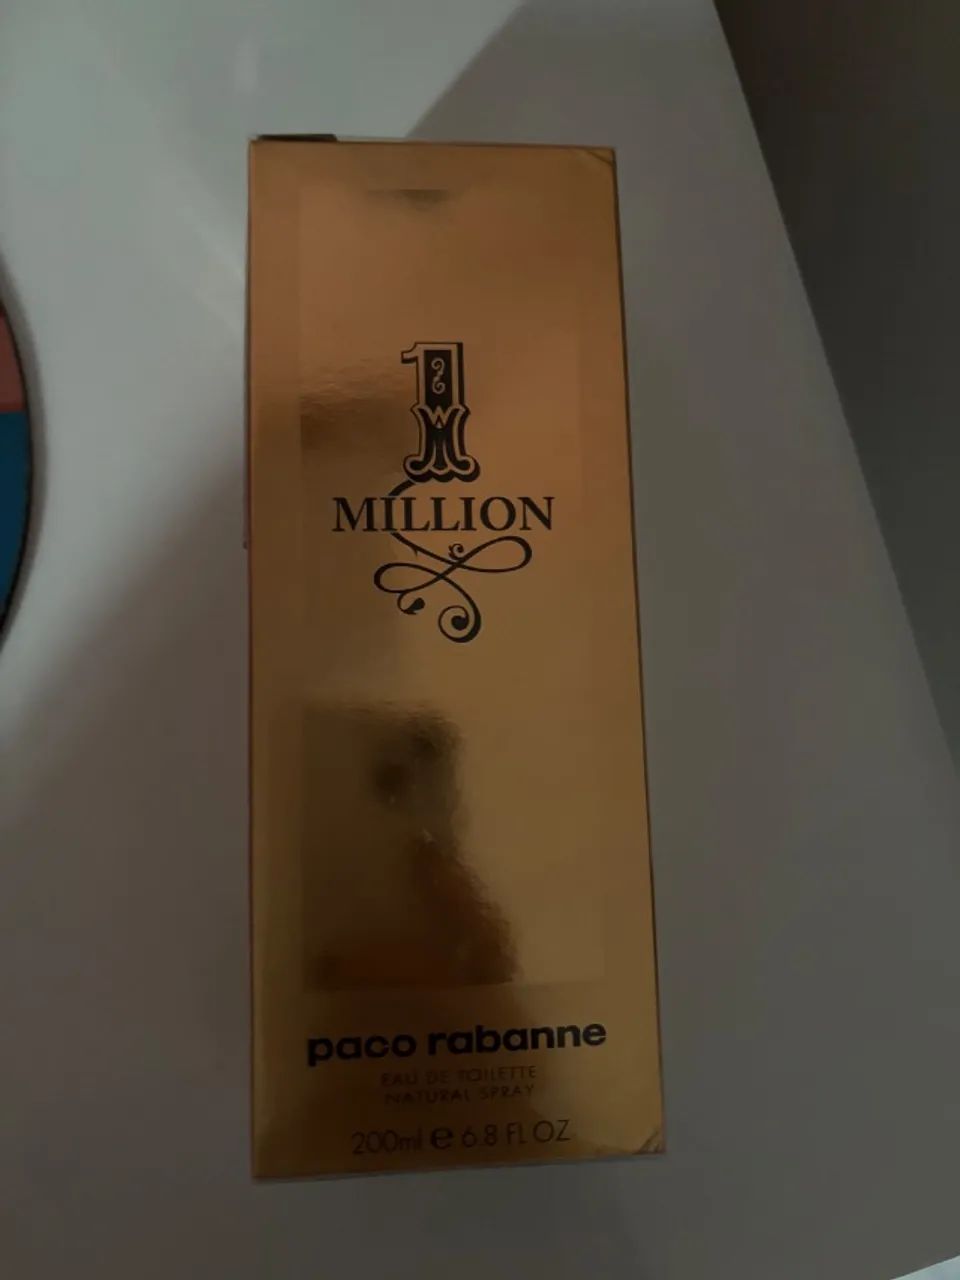 1
MILLION
paco rabanne
EAU DE TOILETTE
NATURAL SPRAY
200ml e 6.8 FL OZ